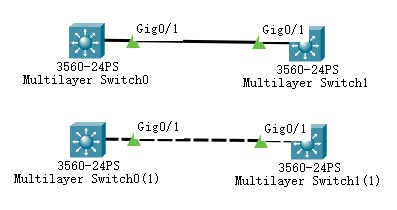 Gig0/1 Gig0/1
3560-24PS 3560-24PS
Multilayer Switch0 Multilayer Switch1
Gig0/1 Gig0/1
3560-24PS 3560-24PS
Multilayer Switch0(1) Multilayer Switch1(1)